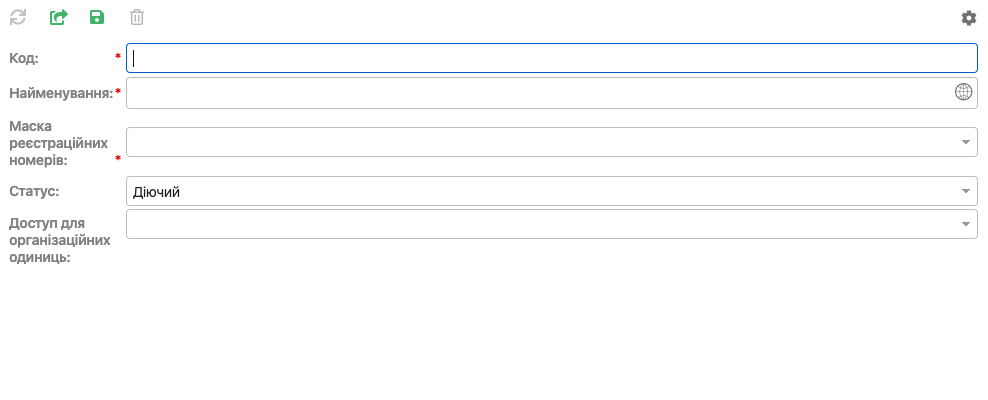 Код: *
Найменування: *
Маска
реєстраційних
номерів: *
Статус: Діючий
Доступ для
організаційних
одиниць: